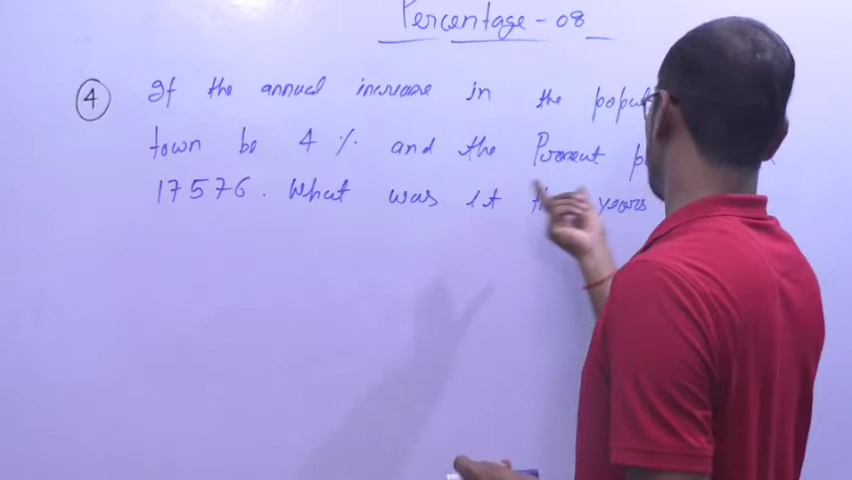 Percentage - 08
4 If the annual increase in the
town be 4 % and the Present
17576. What was it years